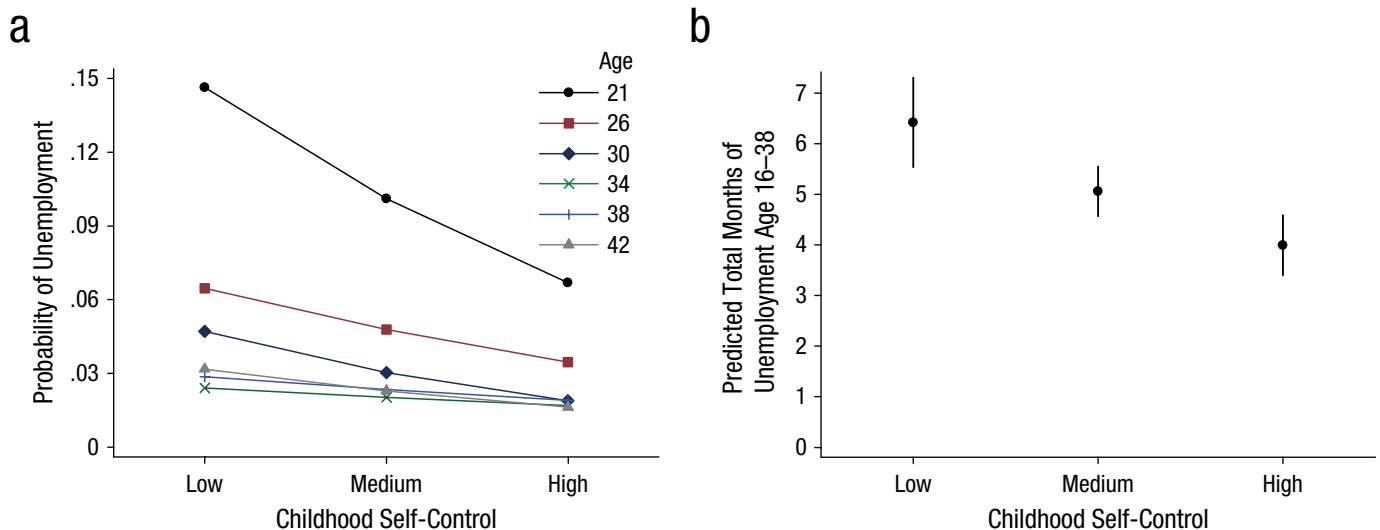 a
Probability of Unemployment
.15
.12
.09
.06
.03
0
Low
Medium
High
Childhood Self-Control
Age
21
26
30
34
38
42
b
Predicted Total Months of
Unemployment Age 16–38
7
6
5
4
3
2
1
0
Low
Medium
High
Childhood Self-Control